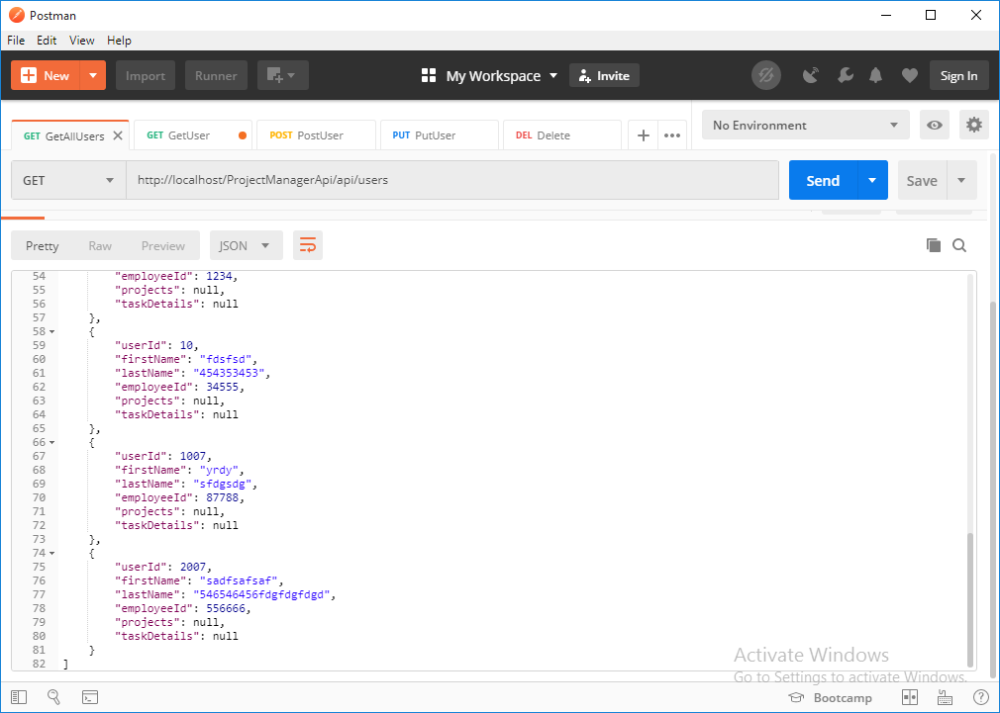 Postman
File Edit View Help
New Import Runner My Workspace Invite Sign In
GET GetAllUsers GET GetUser POST PostUser PUT PutUser DEL Delete No Environment
GET http://localhost/ProjectManagerApi/api/users Send Save
Pretty Raw Preview JSON
54 "employeeId": 1234,
55 "projects": null,
56 "taskDetails": null
57 },
58 {
59 "userId": 10,
60 "firstName": "fdsfsd",
61 "lastName": "454353453",
62 "employeeId": 34555,
63 "projects": null,
64 "taskDetails": null
65 },
66 {
67 "userId": 1007,
68 "firstName": "yrdy",
69 "lastName": "sfdgsdg",
70 "employeeId": 87788,
71 "projects": null,
72 "taskDetails": null
73 },
74 {
75 "userId": 2007,
76 "firstName": "sadfsafsaf",
77 "lastName": "546546456fdgfdgfdgd",
78 "employeeId": 556666,
79 "projects": null,
80 "taskDetails": null
81 }
82 ]
Activate Windows
Go to Settings to activate Windows.
Bootcamp